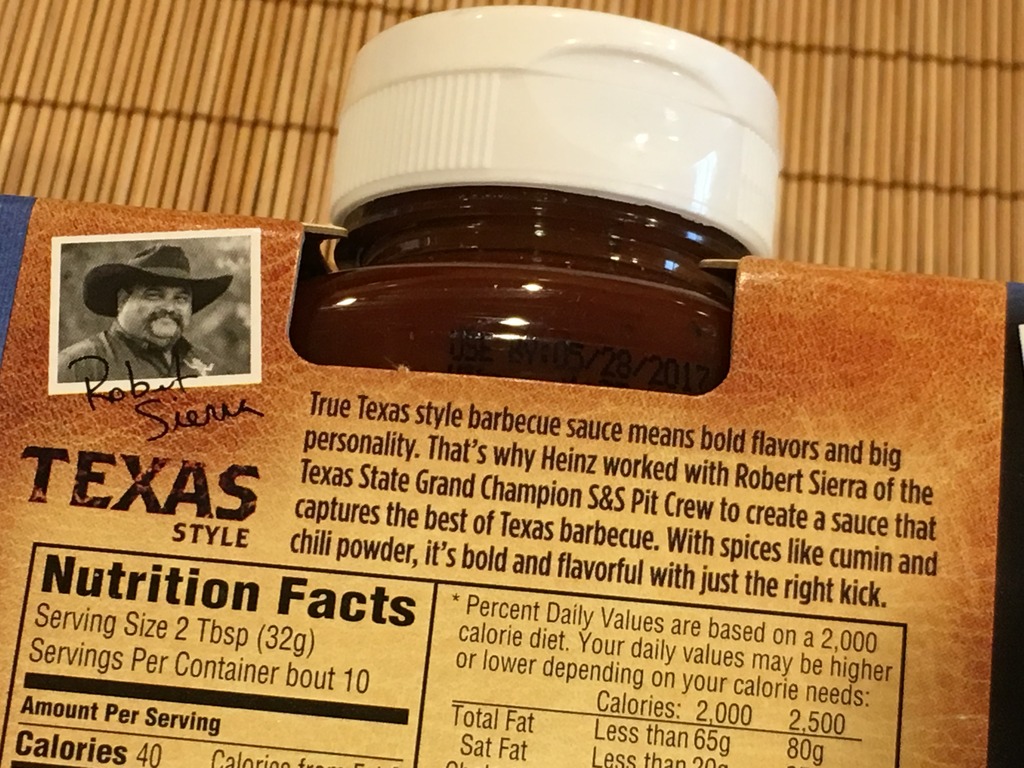 USE BY:05/28/2017
Robert
Sierra
TEXAS
STYLE
True Texas style barbecue sauce means bold flavors and big
personality. That's why Heinz worked with Robert Sierra of the
Texas State Grand Champion S&S Pit Crew to create a sauce that
captures the best of Texas barbecue. With spices like cumin and
chili powder, it's bold and flavorful with just the right kick.
Nutrition Facts
Serving Size 2 Tbsp (32g)
Servings Per Container bout 10
Amount Per Serving
Calories 40 Calories from
* Percent Daily Values are based on a 2,000
calorie diet. Your daily values may be higher
or lower depending on your calorie needs:
Calories: 2,000 2,500
Total Fat Less than 65g 80g
Sat Fat Less than 20g